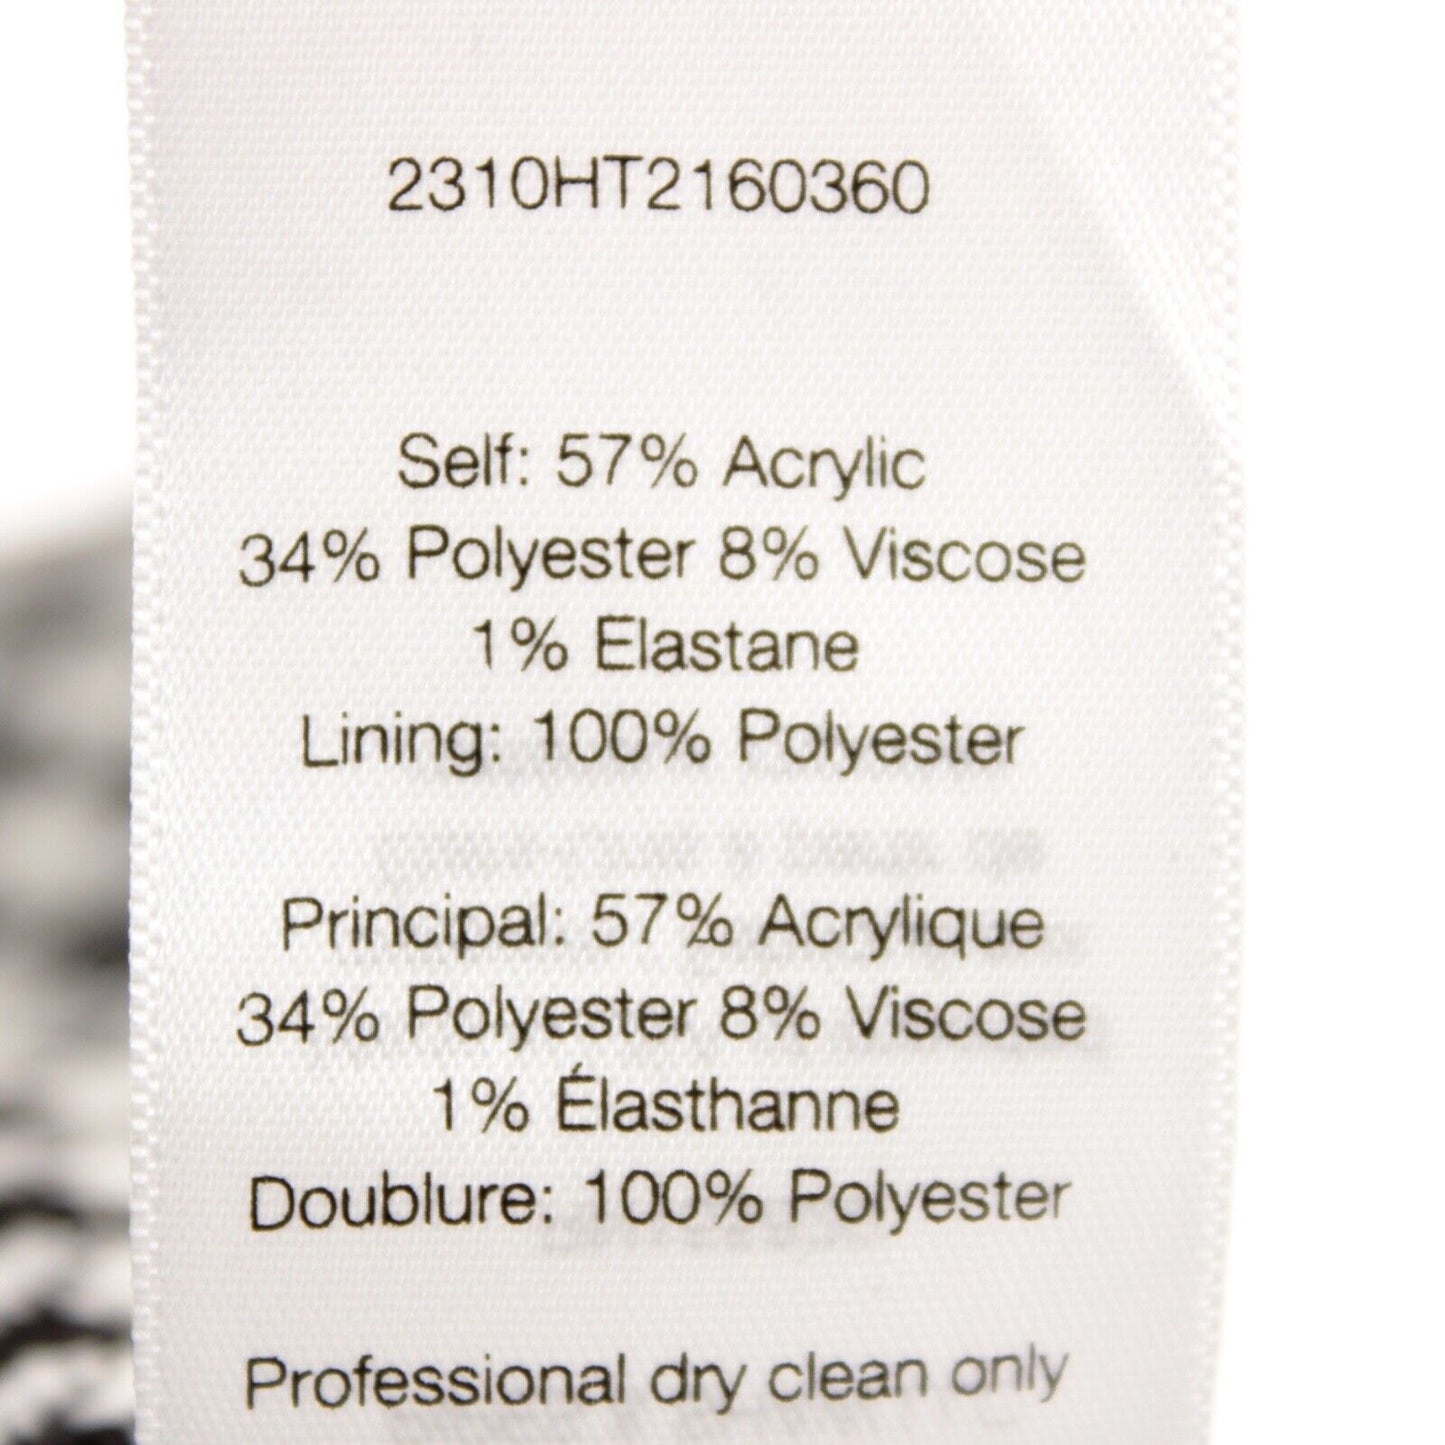 2310HT2160360
Self: 57% Acrylic
34% Polyester 8% Viscose
1% Elastane
Lining: 100% Polyester
Principal: 57% Acrylique
34% Polyester 8% Viscose
1% Élasthanne
Doublure: 100% Polyester
Professional dry clean only